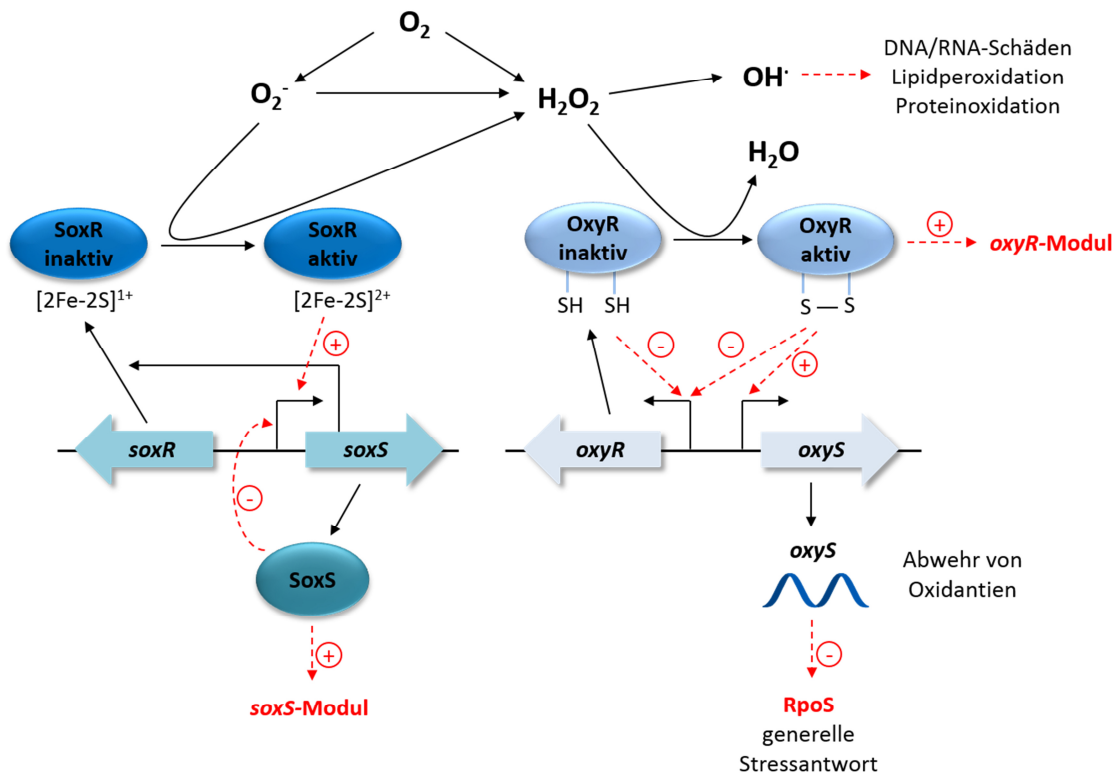 O₂
DNA/RNA-Schäden
Lipidperoxidation
Proteinoxidation
O₂⁻
H₂O₂
OH·
H₂O
SoxR
inaktiv
SoxR
aktiv
OxyR
inaktiv
OxyR
aktiv
+
oxyR-Modul
[2Fe-2S]¹⁺
[2Fe-2S]²⁺
SH SH
S — S
+
-
-
+
soxR
soxS
oxyR
oxyS
-
SoxS
oxyS
Abwehr von
Oxidantien
+
-
soxS-Modul
RpoS
generelle
Stressantwort